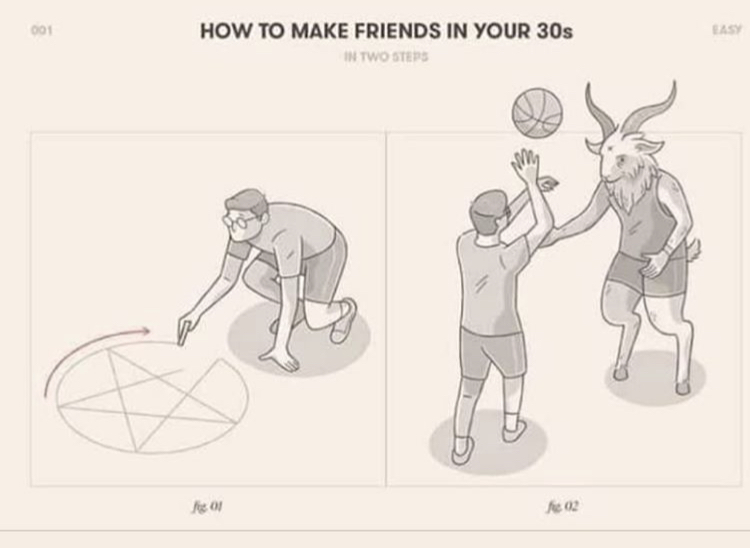 001
HOW TO MAKE FRIENDS IN YOUR 30s
EASY
IN TWO STEPS
fig. 01
fig. 02